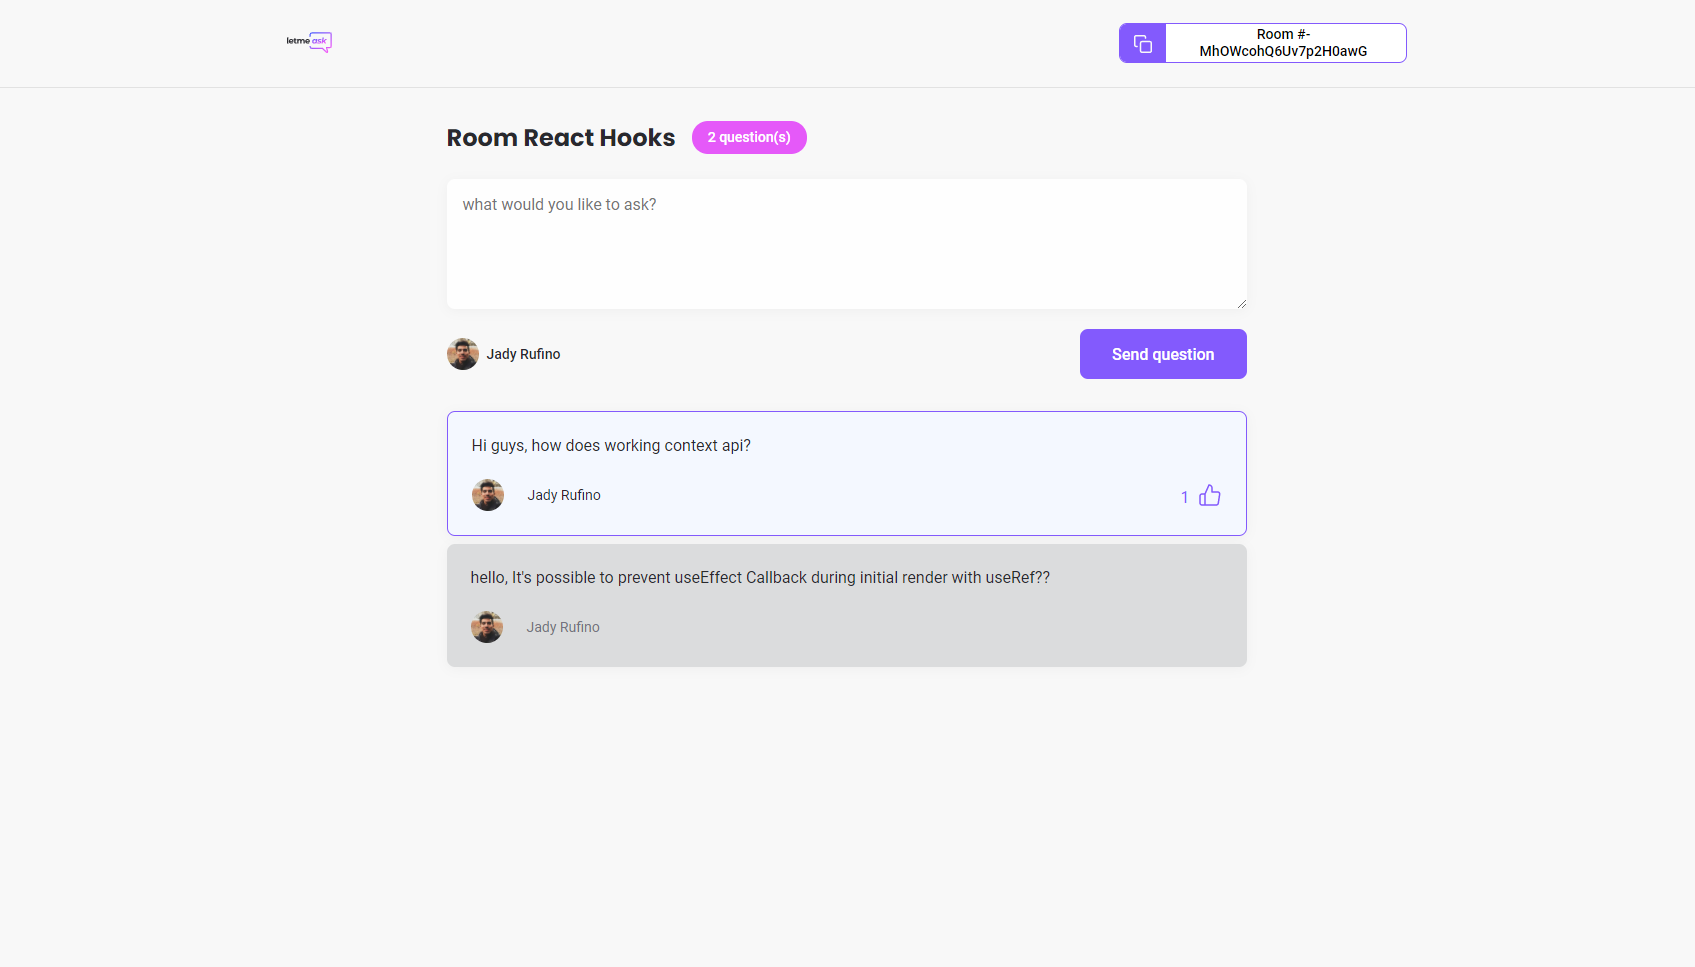 letme ask
Room #-
MhOWcohQ6Uv7p2H0awG
Room React Hooks
2 question(s)
what would you like to ask?
Jady Rufino
Send question
Hi guys, how does working context api?
Jady Rufino
1
hello, It's possible to prevent useEffect Callback during initial render with useRef??
Jady Rufino